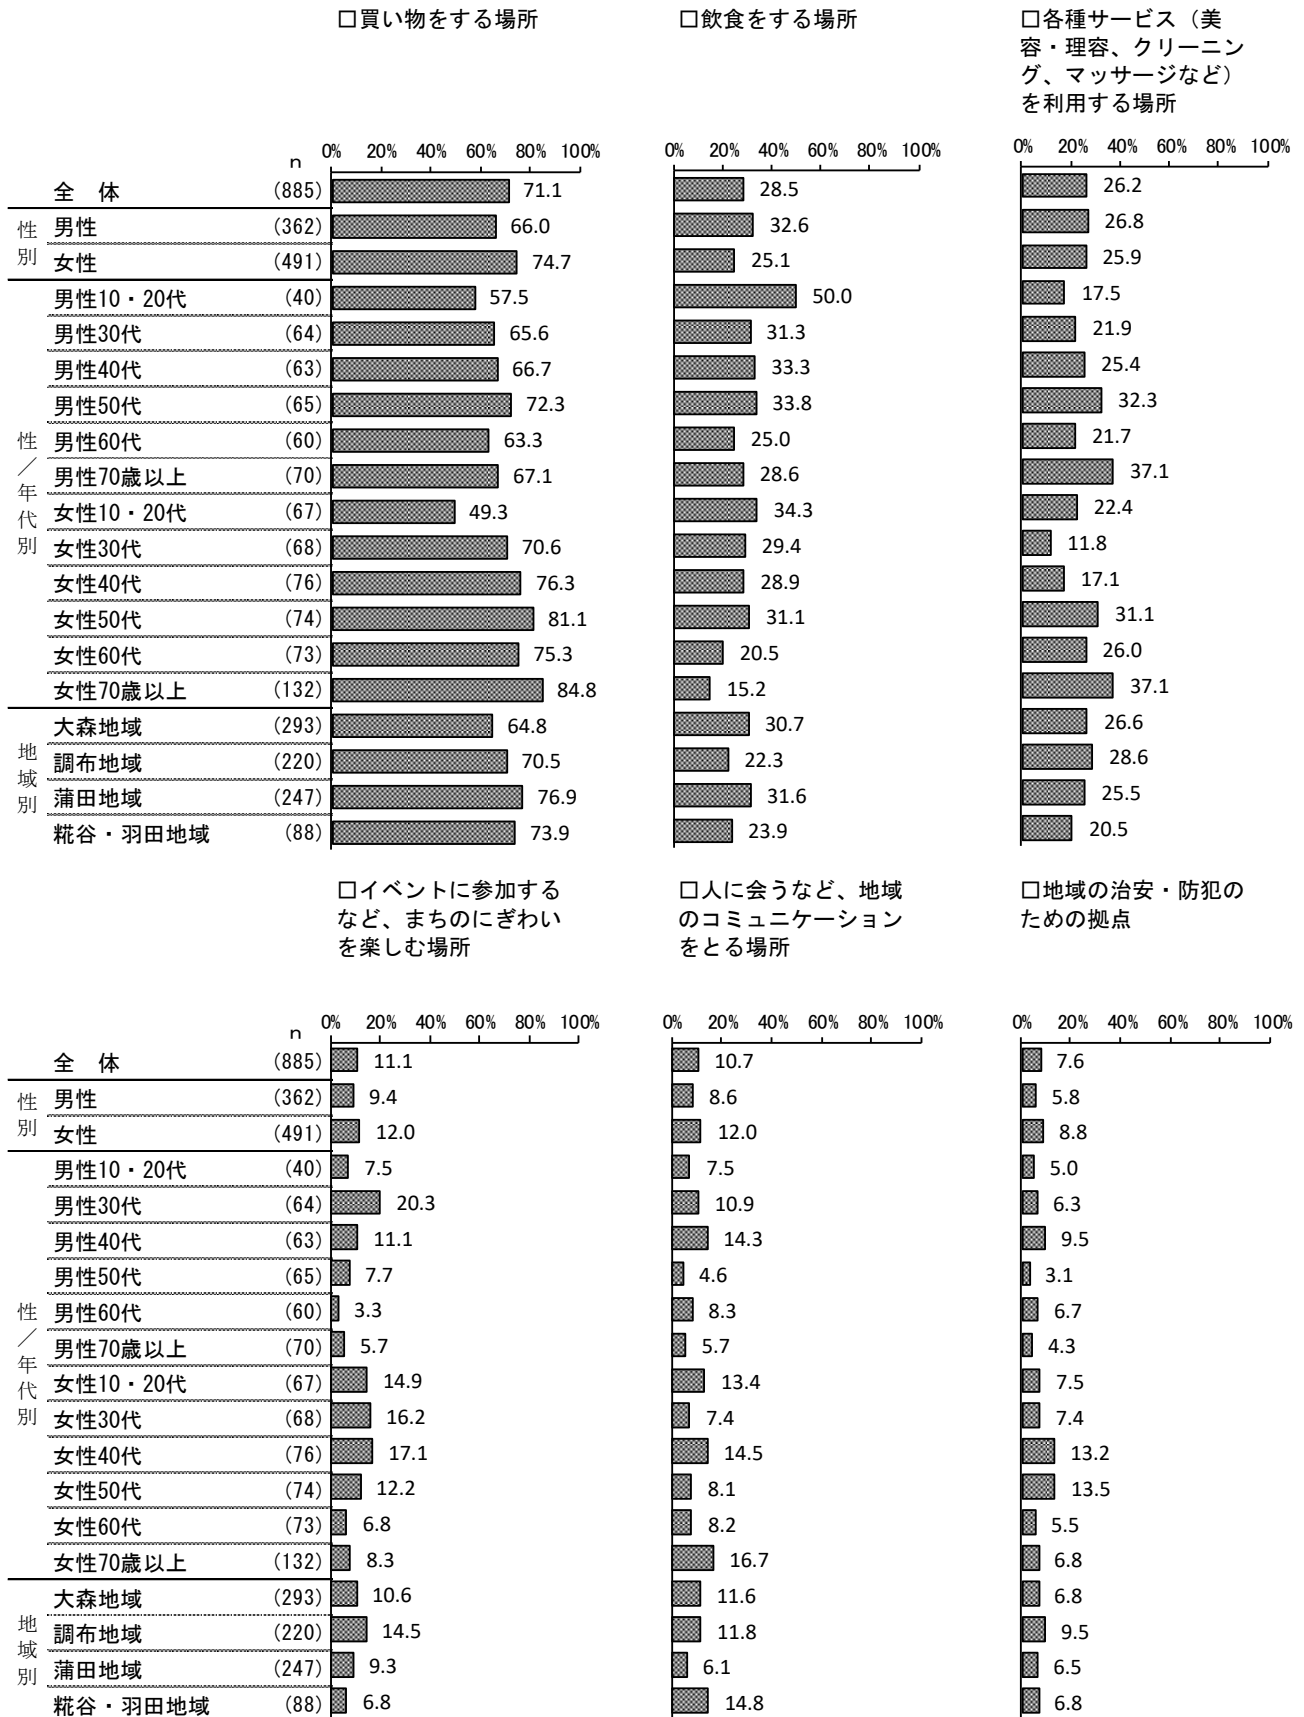 □買い物をする場所
□飲食をする場所
□各種サービス（美
容・理容、クリーニン
グ、マッサージなど）
を利用する場所
n 0% 20% 40% 60% 80% 100% 0% 20% 40% 60% 80% 100% 0% 20% 40% 60% 80% 100%
全 体 (885) 71.1 28.5 26.2
性別
男性 (362) 66.0 32.6 26.8
女性 (491) 74.7 25.1 25.9
性／年代別
男性10・20代 (40) 57.5 50.0 17.5
男性30代 (64) 65.6 31.3 21.9
男性40代 (63) 66.7 33.3 25.4
男性50代 (65) 72.3 33.8 32.3
男性60代 (60) 63.3 25.0 21.7
男性70歳以上 (70) 67.1 28.6 37.1
女性10・20代 (67) 49.3 34.3 22.4
女性30代 (68) 70.6 29.4 11.8
女性40代 (76) 76.3 28.9 17.1
女性50代 (74) 81.1 31.1 31.1
女性60代 (73) 75.3 20.5 26.0
女性70歳以上 (132) 84.8 15.2 37.1
地域別
大森地域 (293) 64.8 30.7 26.6
調布地域 (220) 70.5 22.3 28.6
蒲田地域 (247) 76.9 31.6 25.5
糀谷・羽田地域 (88) 73.9 23.9 20.5
□イベントに参加する
など、まちのにぎわい
を楽しむ場所
□人に会うなど、地域
のコミュニケーション
をとる場所
□地域の治安・防犯の
ための拠点
n 0% 20% 40% 60% 80% 100% 0% 20% 40% 60% 80% 100% 0% 20% 40% 60% 80% 100%
全 体 (885) 11.1 10.7 7.6
性別
男性 (362) 9.4 8.6 5.8
女性 (491) 12.0 12.0 8.8
性／年代別
男性10・20代 (40) 7.5 7.5 5.0
男性30代 (64) 20.3 10.9 6.3
男性40代 (63) 11.1 14.3 9.5
男性50代 (65) 7.7 4.6 3.1
男性60代 (60) 3.3 8.3 6.7
男性70歳以上 (70) 5.7 5.7 4.3
女性10・20代 (67) 14.9 13.4 7.5
女性30代 (68) 16.2 7.4 7.4
女性40代 (76) 17.1 14.5 13.2
女性50代 (74) 12.2 8.1 13.5
女性60代 (73) 6.8 8.2 5.5
女性70歳以上 (132) 8.3 16.7 6.8
地域別
大森地域 (293) 10.6 11.6 6.8
調布地域 (220) 14.5 11.8 9.5
蒲田地域 (247) 9.3 6.1 6.5
糀谷・羽田地域 (88) 6.8 14.8 6.8